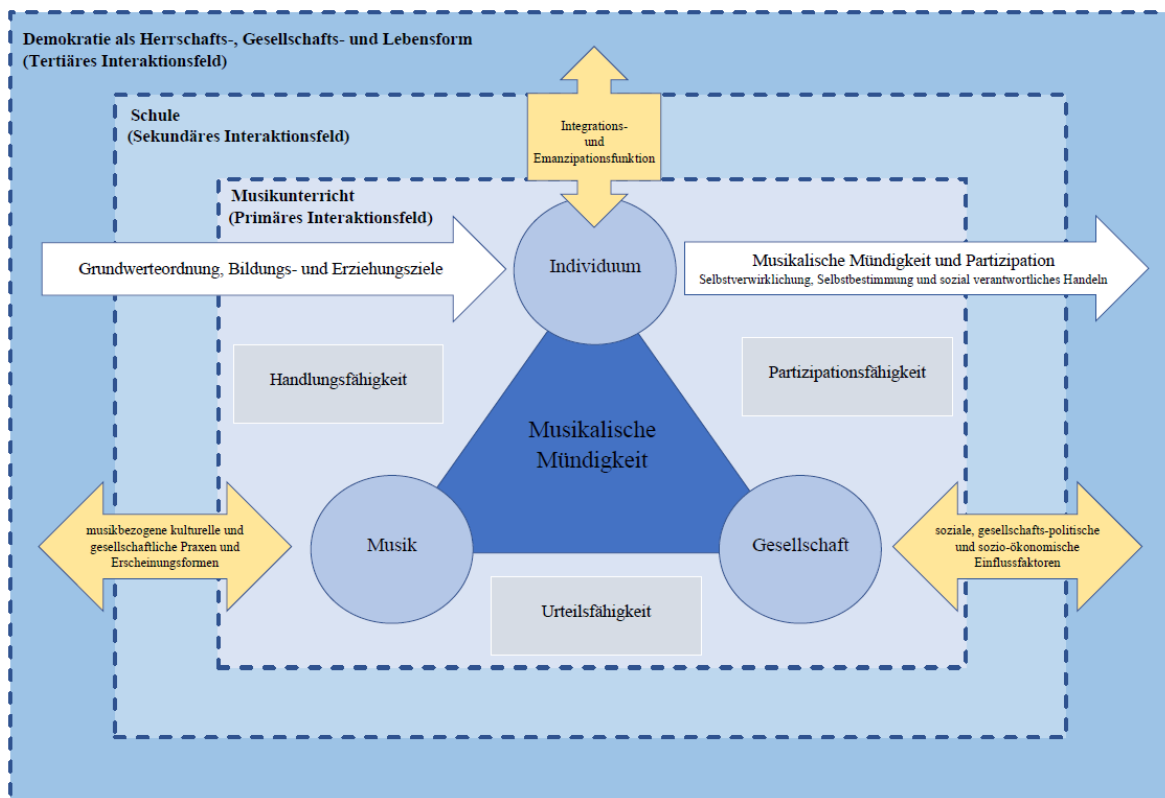 Demokratie als Herrschafts-, Gesellschafts- und Lebensform
(Tertiäres Interaktionsfeld)
Schule
(Sekundäres Interaktionsfeld)
Integrations-
und
Emanzipationsfunktion
Musikunterricht
(Primäres Interaktionsfeld)
Grundwerteordnung, Bildungs- und Erziehungsziele
Individuum
Musikalische Mündigkeit und Partizipation
Selbstverwirklichung, Selbstbestimmung und sozial verantwortliches Handeln
Handlungsfähigkeit
Partizipationsfähigkeit
Musikalische
Mündigkeit
musikbezogene kulturelle und
gesellschaftliche Praxen und
Erscheinungsformen
Musik
Gesellschaft
soziale, gesellschafts-politische
und sozio-ökonomische
Einflussfaktoren
Urteilsfähigkeit